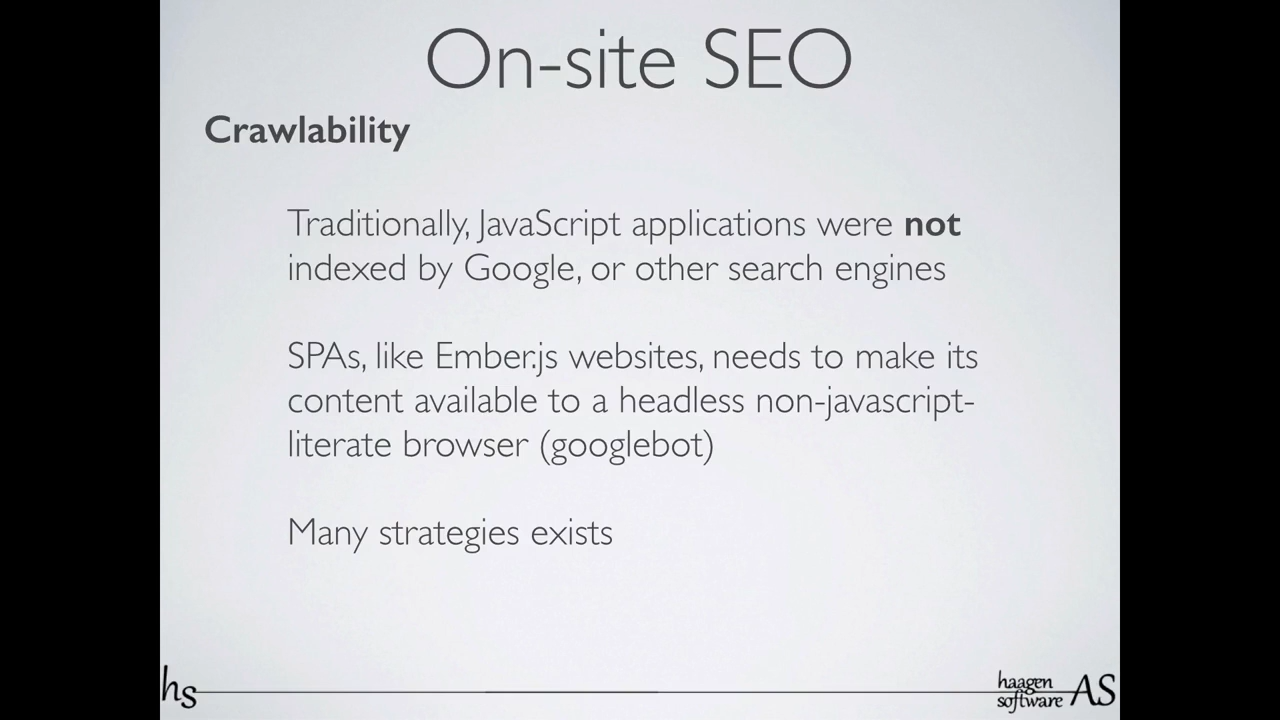 On-site SEO
Crawlability
Traditionally, JavaScript applications were not
indexed by Google, or other search engines
SPAs, like Ember.js websites, needs to make its
content available to a headless non-javascript-
literate browser (googlebot)
Many strategies exists
hs
haagen
software AS